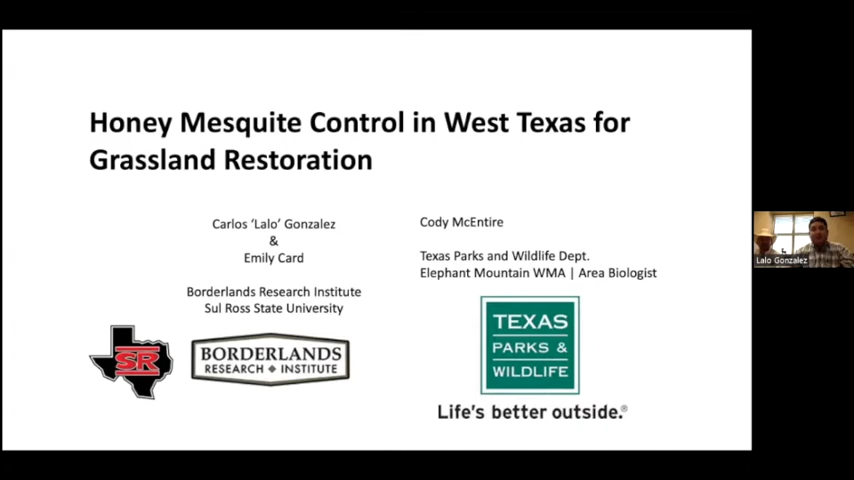 Honey Mesquite Control in West Texas for
Grassland Restoration
Carlos 'Lalo' Gonzalez
&
Emily Card
Borderlands Research Institute
Sul Ross State University
Cody McEntire
Texas Parks and Wildlife Dept.
Elephant Mountain WMA | Area Biologist
SR
BORDERLANDS
RESEARCH ◆ INSTITUTE
TEXAS
PARKS &
WILDLIFE
Life's better outside.®
Lalo Gonzalez